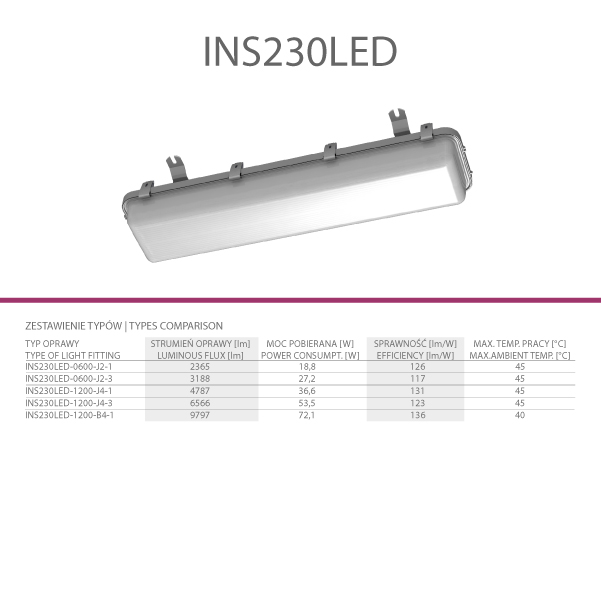 INS230LED
ZESTAWIENIE TYPÓW | TYPES COMPARISON
TYP OPRAWY STRUMIEŃ OPRAWY [lm] MOC POBIERANA [W] SPRAWNOŚĆ [lm/W] MAX. TEMP. PRACY [°C]
TYPE OF LIGHT FITTING LUMINOUS FLUX [lm] POWER CONSUMPT. [W] EFFICIENCY [lm/W] MAX.AMBIENT TEMP. [°C]
INS230LED-0600-J2-1 2365 18,8 126 45
INS230LED-0600-J2-3 3188 27,2 117 45
INS230LED-1200-J4-1 4787 36,6 131 45
INS230LED-1200-J4-3 6566 53,5 123 45
INS230LED-1200-B4-1 9797 72,1 136 40